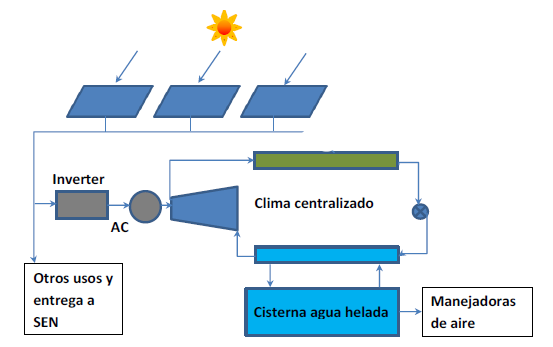 Inverter
AC
Clima centralizado
Otros usos y
entrega a
SEN
Cisterna agua helada
Manejadoras
de aire